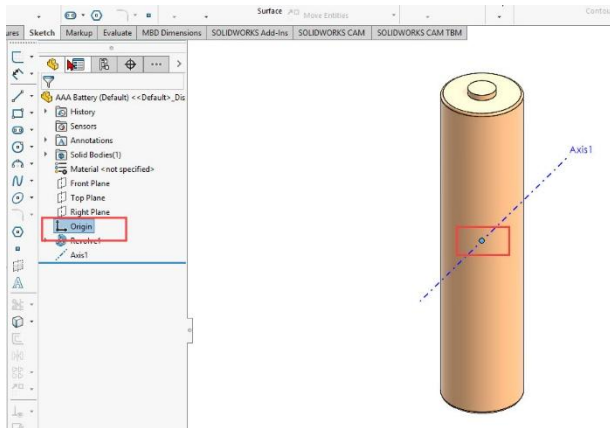 Surface
Move Entities
Contou
ures Sketch Markup Evaluate MBD Dimensions SOLIDWORKS Add-Ins SOLIDWORKS CAM SOLIDWORKS CAM TBM
AAA Battery (Default) <<Default>_Dis
History
Sensors
Annotations
Solid Bodies(1)
Material <not specified>
Front Plane
Top Plane
Right Plane
Origin
Revolve1
Axis1
Axis1